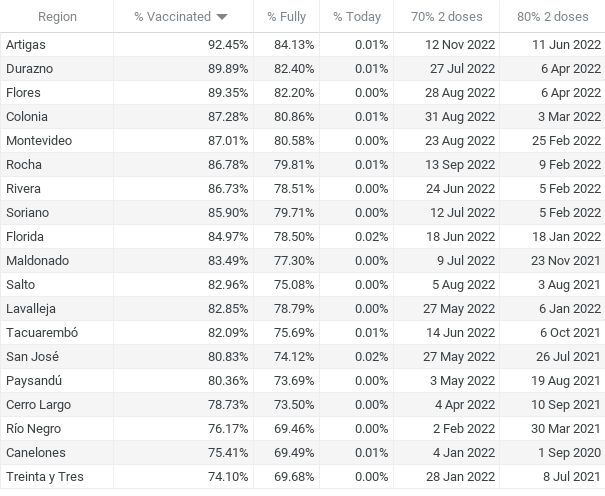 Region % Vaccinated % Fully % Today 70% 2 doses 80% 2 doses
Artigas 92.45% 84.13% 0.01% 12 Nov 2022 11 Jun 2022
Durazno 89.89% 82.40% 0.01% 27 Jul 2022 6 Apr 2022
Flores 89.35% 82.20% 0.00% 28 Aug 2022 6 Apr 2022
Colonia 87.28% 80.86% 0.01% 31 Aug 2022 3 Mar 2022
Montevideo 87.01% 80.58% 0.00% 23 Aug 2022 25 Feb 2022
Rocha 86.78% 79.81% 0.01% 13 Sep 2022 9 Feb 2022
Rivera 86.73% 78.51% 0.00% 24 Jun 2022 5 Feb 2022
Soriano 85.90% 79.71% 0.00% 12 Jul 2022 5 Feb 2022
Florida 84.97% 78.50% 0.02% 18 Jun 2022 18 Jan 2022
Maldonado 83.49% 77.30% 0.00% 9 Jul 2022 23 Nov 2021
Salto 82.96% 75.08% 0.00% 5 Aug 2022 3 Aug 2021
Lavalleja 82.85% 78.79% 0.00% 27 May 2022 6 Jan 2022
Tacuarembó 82.09% 75.69% 0.01% 14 Jun 2022 6 Oct 2021
San José 80.83% 74.12% 0.02% 27 May 2022 26 Jul 2021
Paysandú 80.36% 73.69% 0.00% 3 May 2022 19 Aug 2021
Cerro Largo 78.73% 73.50% 0.00% 4 Apr 2022 10 Sep 2021
Río Negro 76.17% 69.46% 0.00% 2 Feb 2022 30 Mar 2021
Canelones 75.41% 69.49% 0.01% 4 Jan 2022 1 Sep 2020
Treinta y Tres 74.10% 69.68% 0.00% 28 Jan 2022 8 Jul 2021